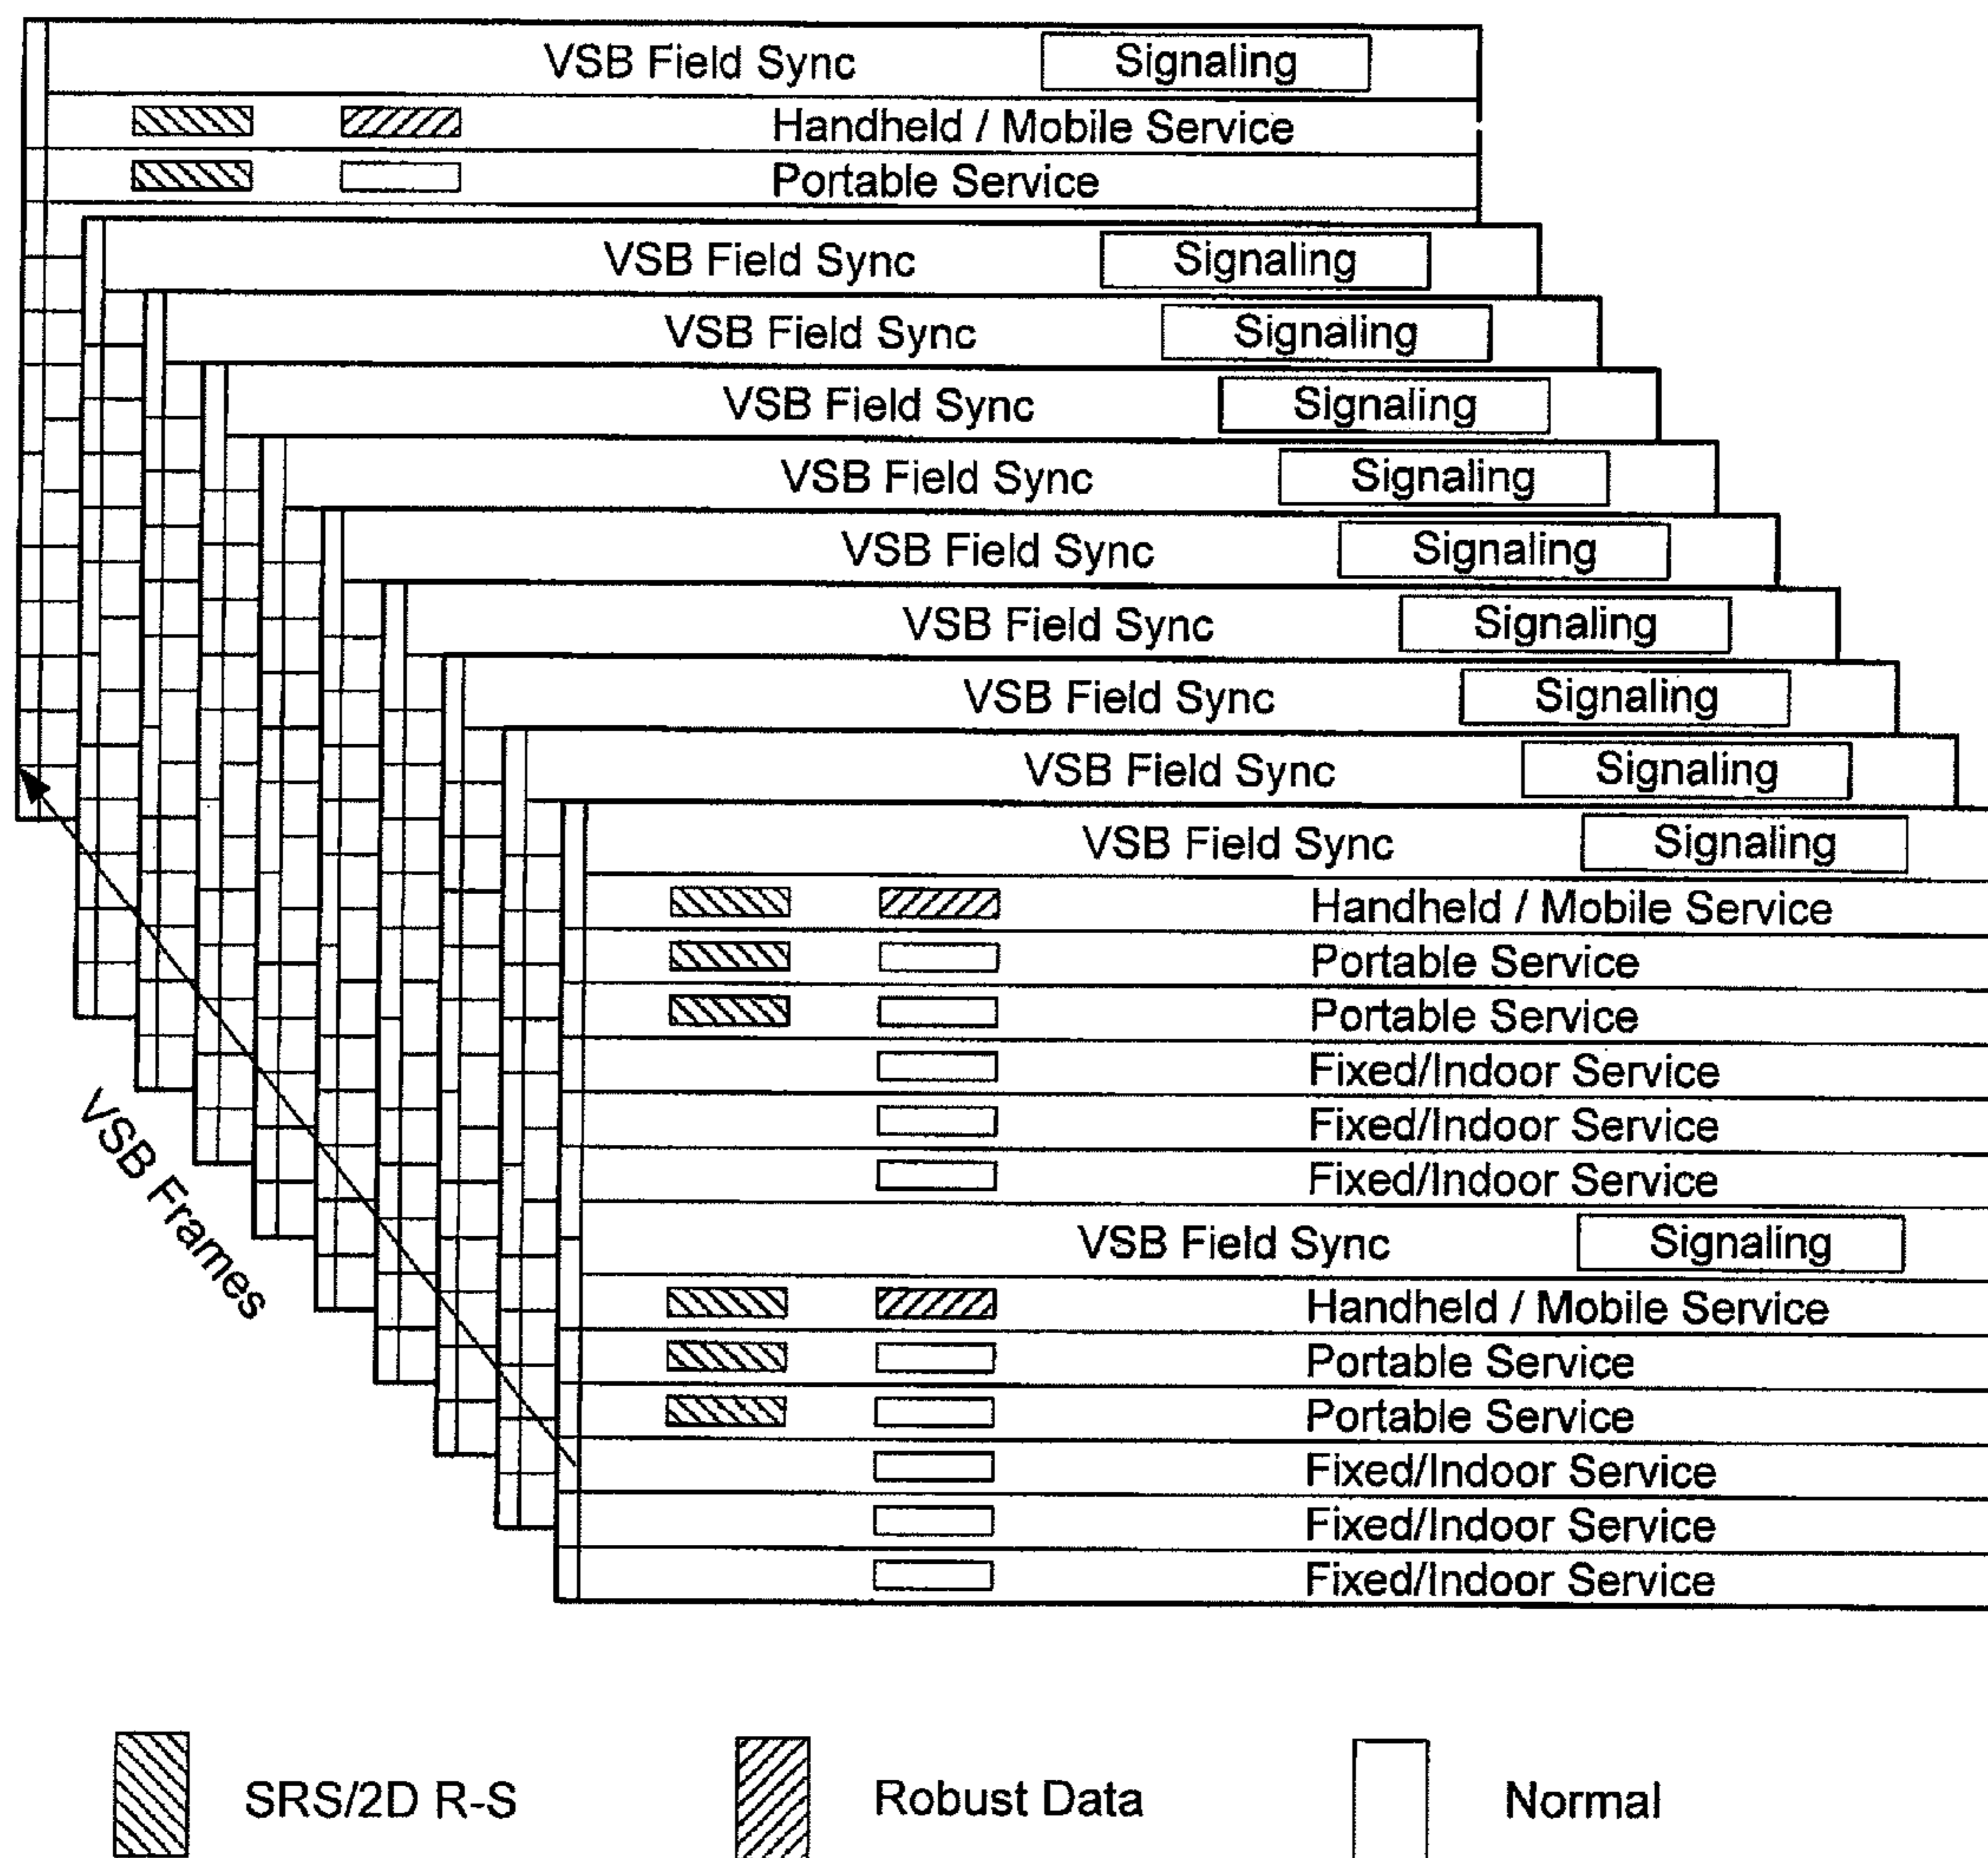 VSB Field Sync Signaling
Handheld / Mobile Service
Portable Service
VSB Field Sync Signaling
VSB Field Sync Signaling
VSB Field Sync Signaling
VSB Field Sync Signaling
VSB Field Sync Signaling
VSB Field Sync Signaling
VSB Field Sync Signaling
VSB Field Sync Signaling
VSB Field Sync Signaling
Handheld / Mobile Service
Portable Service
Portable Service
Fixed/Indoor Service
Fixed/Indoor Service
Fixed/Indoor Service
VSB Field Sync Signaling
Handheld / Mobile Service
Portable Service
Portable Service
Fixed/Indoor Service
Fixed/Indoor Service
Fixed/Indoor Service
VSB Frames
SRS/2D R-S
Robust Data
Normal